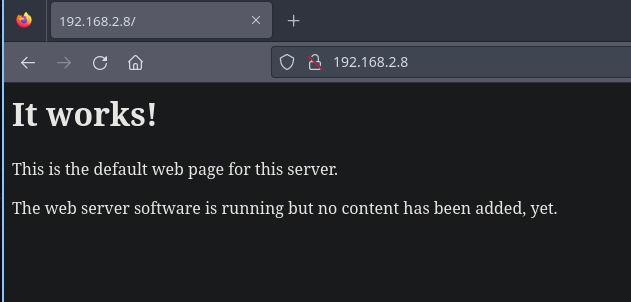 192.168.2.8/
192.168.2.8
It works!
This is the default web page for this server.
The web server software is running but no content has been added, yet.